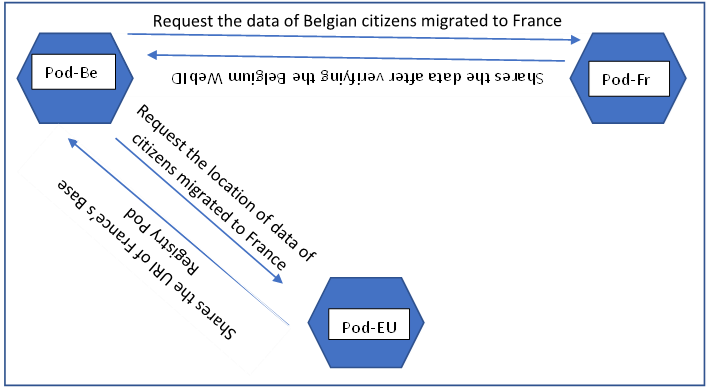 Request the data of Belgian citizens migrated to France
Pod-Be
Pod-Fr
Shares the data after verifying the Belgium WebID
Request the location of data of
citizens migrated to France
Shares the URI of France's Base
Registry Pod
Pod-EU